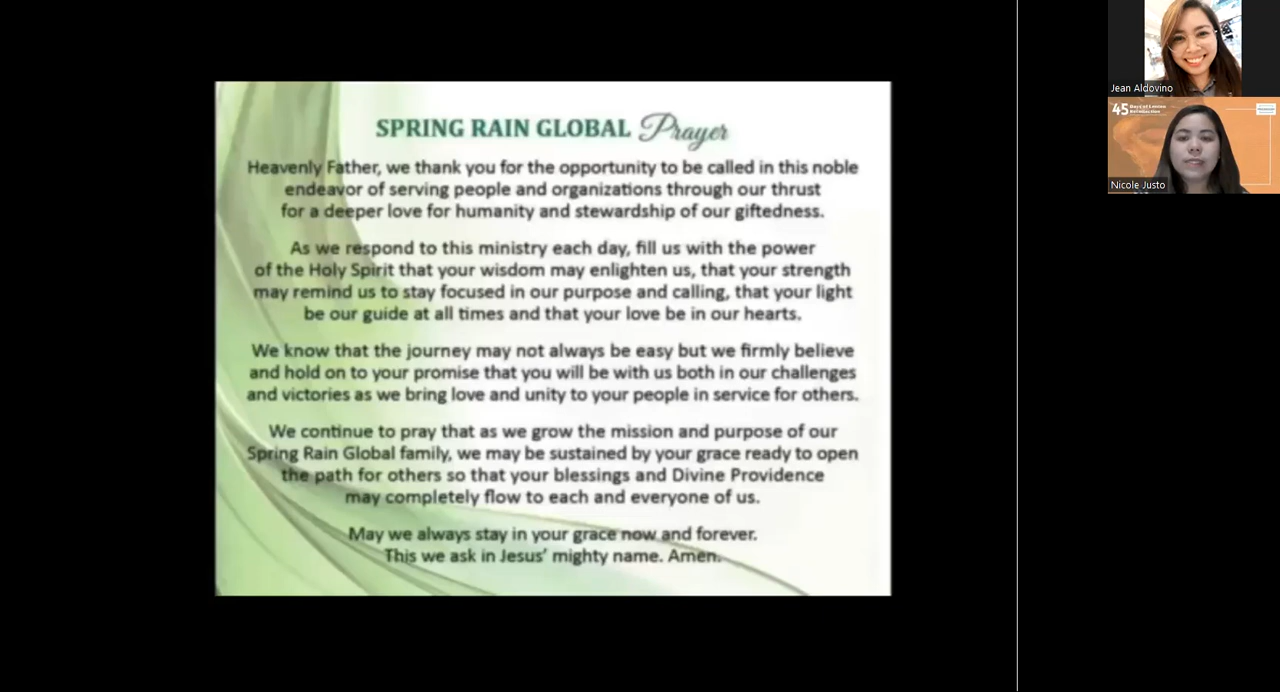 SPRING RAIN GLOBAL Prayer
Heavenly Father, we thank you for the opportunity to be called in this noble
endeavor of serving people and organizations through our thrust
for a deeper love for humanity and stewardship of our giftedness.
As we respond to this ministry each day, fill us with the power
of the Holy Spirit that your wisdom may enlighten us, that your strength
may remind us to stay focused in our purpose and calling, that your light
be our guide at all times and that your love be in our hearts.
We know that the journey may not always be easy but we firmly believe
and hold on to your promise that you will be with us both in our challenges
and victories as we bring love and unity to your people in service for others.
We continue to pray that as we grow the mission and purpose of our
Spring Rain Global family, we may be sustained by your grace ready to open
the path for others so that your blessings and Divine Providence
may completely flow to each and everyone of us.
May we always stay in your grace now and forever.
This we ask in Jesus' mighty name. Amen.
Jean Aldovino
45
Nicole Justo